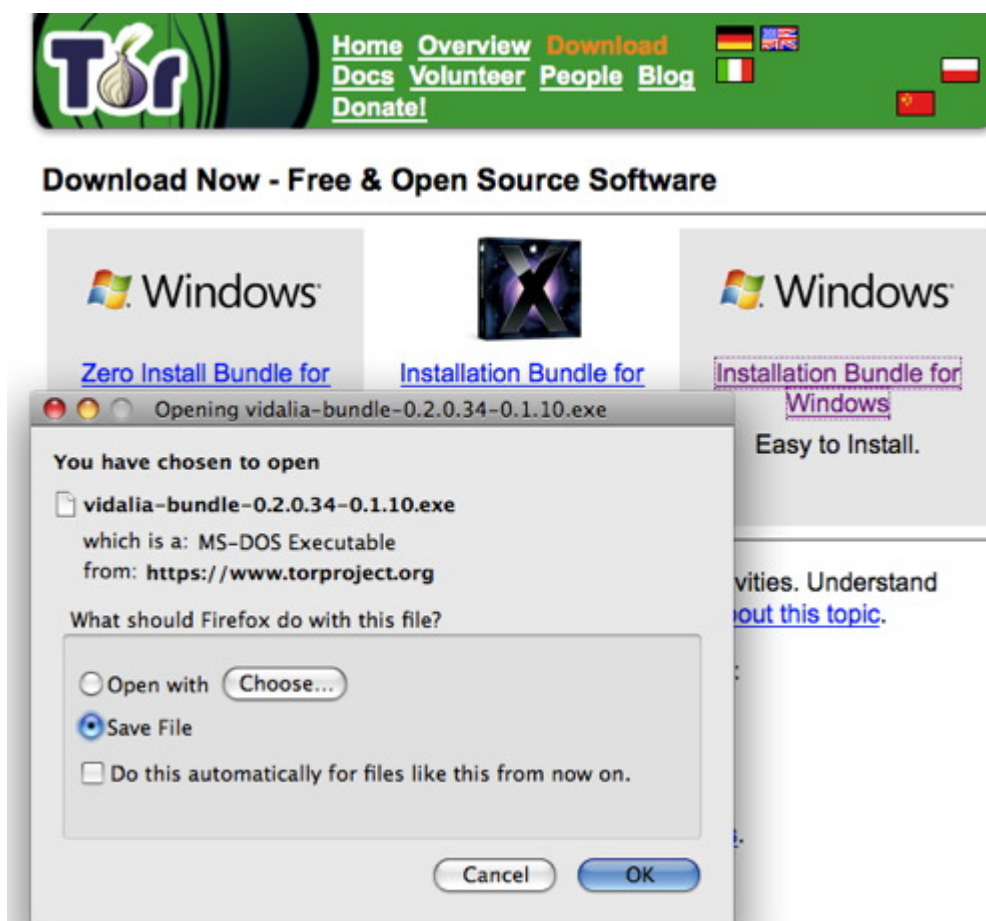 Tor
Home Overview Download
Docs Volunteer People Blog
Donate!
Download Now - Free & Open Source Software
Windows
Zero Install Bundle for
X
Installation Bundle for
Windows
Installation Bundle for
Windows
Easy to Install.
Opening vidalia-bundle-0.2.0.34-0.1.10.exe
You have chosen to open
vidalia-bundle-0.2.0.34-0.1.10.exe
which is a: MS-DOS Executable
from: https://www.torproject.org
What should Firefox do with this file?
Open with Choose...
Save File
Do this automatically for files like this from now on.
Cancel OK
vities. Understand
out this topic.
:
.